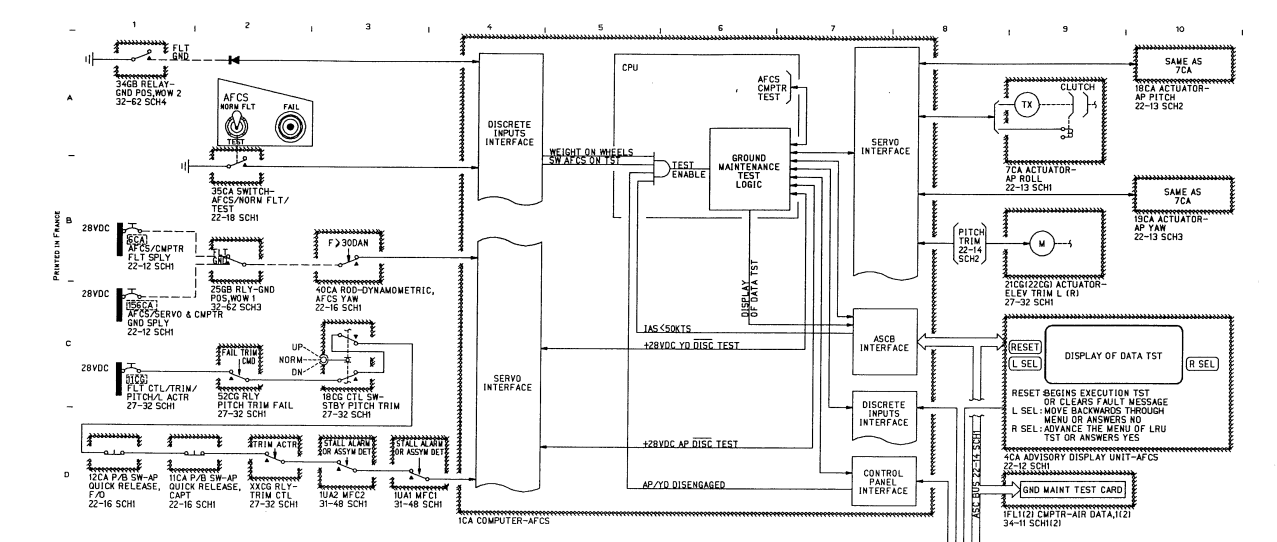 1 2 3 4 5 6 7 8 9 10
A
B
C
D
PRINTED IN FRANCE
FLT
GND
34GB RELAY-
GND POS,WOW 2
32-62 SCH4
AFCS
NORM FLT
FAIL
TEST
35CA SWITCH-
AFCS/NORM FLT/
TEST
22-18 SCH1
28VDC
6CA
AFCS/CMPTR
FLT SPLY
22-12 SCH1
FLT
GND
25GB RLY-GND
POS,WOW 1
32-62 SCH3
F>30DAN
40CA ROD-DYNAMOMETRIC,
AFCS YAW
22-16 SCH1
28VDC
156CA
AFCS/SERVO & CMPTR
GND SPLY
22-12 SCH1
28VDC
31CG
FLT CTL/TRIM/
PITCH/L ACTR
27-32 SCH1
FAIL TRIM
CMD
52CG RLY
PITCH TRIM FAIL
27-32 SCH1
UP
NORM
DN
18CG CTL SW-
STBY PITCH TRIM
27-32 SCH1
12CA P/B SW-AP
QUICK RELEASE,
F/O
22-16 SCH1
11CA P/B SW-AP
QUICK RELEASE,
CAPT
22-16 SCH1
TRIM ACTR
XXCG RLY-
TRIM CTL
27-32 SCH1
STALL ALARM
OR ASSYM DET
1UA2 MFC2
31-48 SCH1
STALL ALARM
OR ASSYM DET
1UA1 MFC1
31-48 SCH1
DISCRETE
INPUTS
INTERFACE
SERVO
INTERFACE
CPU
AFCS
CMPTR
TEST
WEIGHT ON WHEELS
SW AFCS ON TST
TEST
ENABLE
GROUND
MAINTENANCE
TEST
LOGIC
DISPLAY
OF DATA TST
IAS<50KTS
+28VDC YD DISC TEST
+28VDC AP DISC TEST
AP/YD DISENGAGED
1CA COMPUTER-AFCS
SERVO
INTERFACE
ASCB
INTERFACE
DISCRETE
INPUTS
INTERFACE
CONTROL
PANEL
INTERFACE
SAME AS
7CA
18CA ACTUATOR-
AP PITCH
22-13 SCH2
CLUTCH
TX
7CA ACTUATOR-
AP ROLL
22-13 SCH1
SAME AS
7CA
19CA ACTUATOR-
AP YAW
22-13 SCH3
PITCH
TRIM
22-14
SCH2
M
21CG(22CG) ACTUATOR-
ELEV TRIM L (R)
27-32 SCH1
RESET
L SEL
DISPLAY OF DATA TST
R SEL
RESET :BEGINS EXECUTION TST
OR CLEARS FAULT MESSAGE
L SEL:MOVE BACKWARDS THROUGH
MENU OR ANSWERS NO
R SEL:ADVANCE THE MENU OF LRU
TST OR ANSWERS YES
4CA ADVISORY DISPLAY UNIT-AFCS
22-12 SCH1
ASC BUS 22-14 SCH1
GND MAINT TEST CARD
1FL1(2) CMPTR-AIR DATA,1(2)
34-11 SCH1(2)